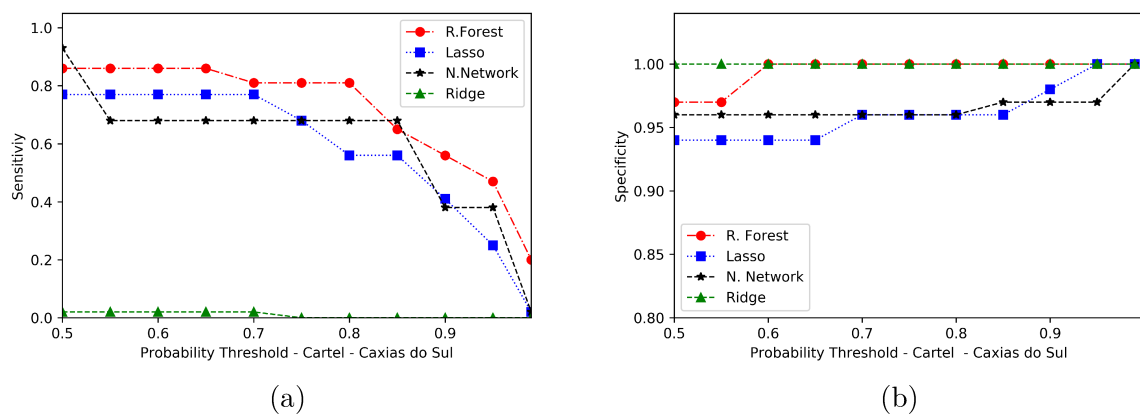 1.0
0.8
0.6
0.4
0.2
0.0
Sensitiviy
0.5
0.6
0.7
0.8
0.9
Probability Threshold - Cartel - Caxias do Sul
R.Forest
Lasso
N.Network
Ridge
(a)
1.00
0.95
0.90
0.85
0.80
Specificity
0.5
0.6
0.7
0.8
0.9
Probability Threshold - Cartel - Caxias do Sul
R. Forest
Lasso
N. Network
Ridge
(b)